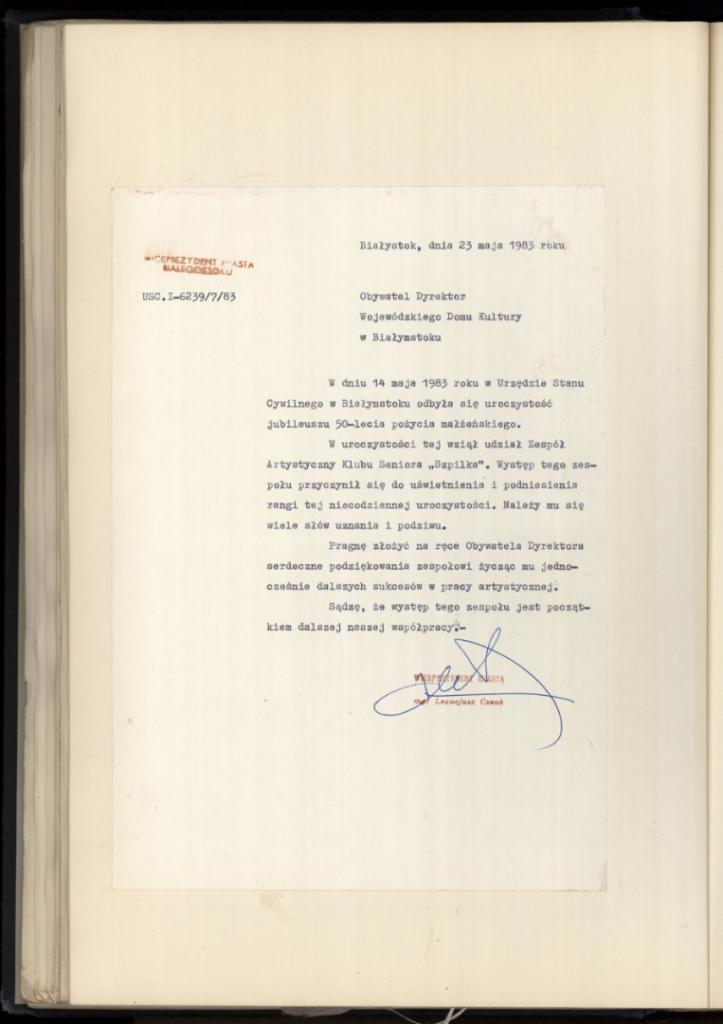 Białystok, dnia 23 maja 1983 roku
WICEPREZYDENT MIASTA
BIAŁEGOSTOKU
USC.I-6239/7/83
Obywatel Dyrektor
Wojewódzkiego Domu Kultury
w Białymstoku
W dniu 14 maja 1983 roku w Urzędzie Stanu
Cywilnego w Białymstoku odbyła się uroczystość
jubileuszu 50-lecia pożycia małżeńskiego.
W uroczystości tej wziął udział Zespół
Artystyczny Klubu Seniora „Szpilka". Występ tego zes-
połu przyczynił się do uświetnienia i podniesienia
rangi tej niecodziennej uroczystości. Należy mu się
wiele słów uznania i podziwu.
Pragnę złożyć na ręce Obywatela Dyrektora
serdeczne podziękowania zespołowi życząc mu jedno-
cześnie dalszych sukcesów w pracy artystycznej.
Sądzę, że występ tego zespołu jest począt-
kiem dalszej naszej współpracy.-
WICEPREZYDENT MIASTA
mgr